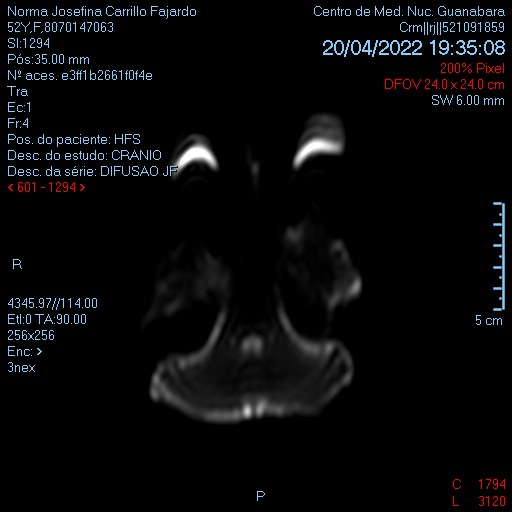 Norma Josefina Carrillo Fajardo
52Y,F,8070147063
Sl:1294
Pós:35.00 mm
Nº aces. e3ff1b2661f0f4e
Tra
Ec:1
Fr:4
Pos. do paciente: HFS
Desc. do estudo: CRANIO
Desc. da série: DIFUSAO JF
< 601 - 1294 >
Centro de Med. Nuc. Guanabara
Crm||rj||521091859
20/04/2022 19:35:08
200% Pixel
DFOV 24.0 x 24.0 cm
SW 6.00 mm
R
4345.97//114.00
Etl:0 TA:90.00
256x256
Enc: >
3nex
5 cm
P
C 1794
L 3120